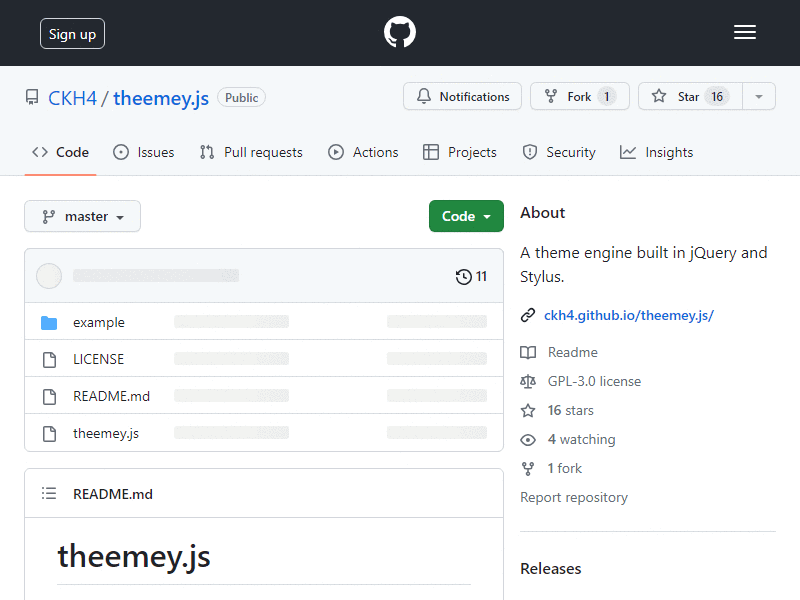 Sign up
CKH4 / theemey.js Public
Notifications
Fork 1
Star 16
Code
Issues
Pull requests
Actions
Projects
Security
Insights
master
Code
11
example
LICENSE
README.md
theemey.js
README.md
theemey.js
About
A theme engine built in jQuery and
Stylus.
ckh4.github.io/theemey.js/
Readme
GPL-3.0 license
16 stars
4 watching
1 fork
Report repository
Releases